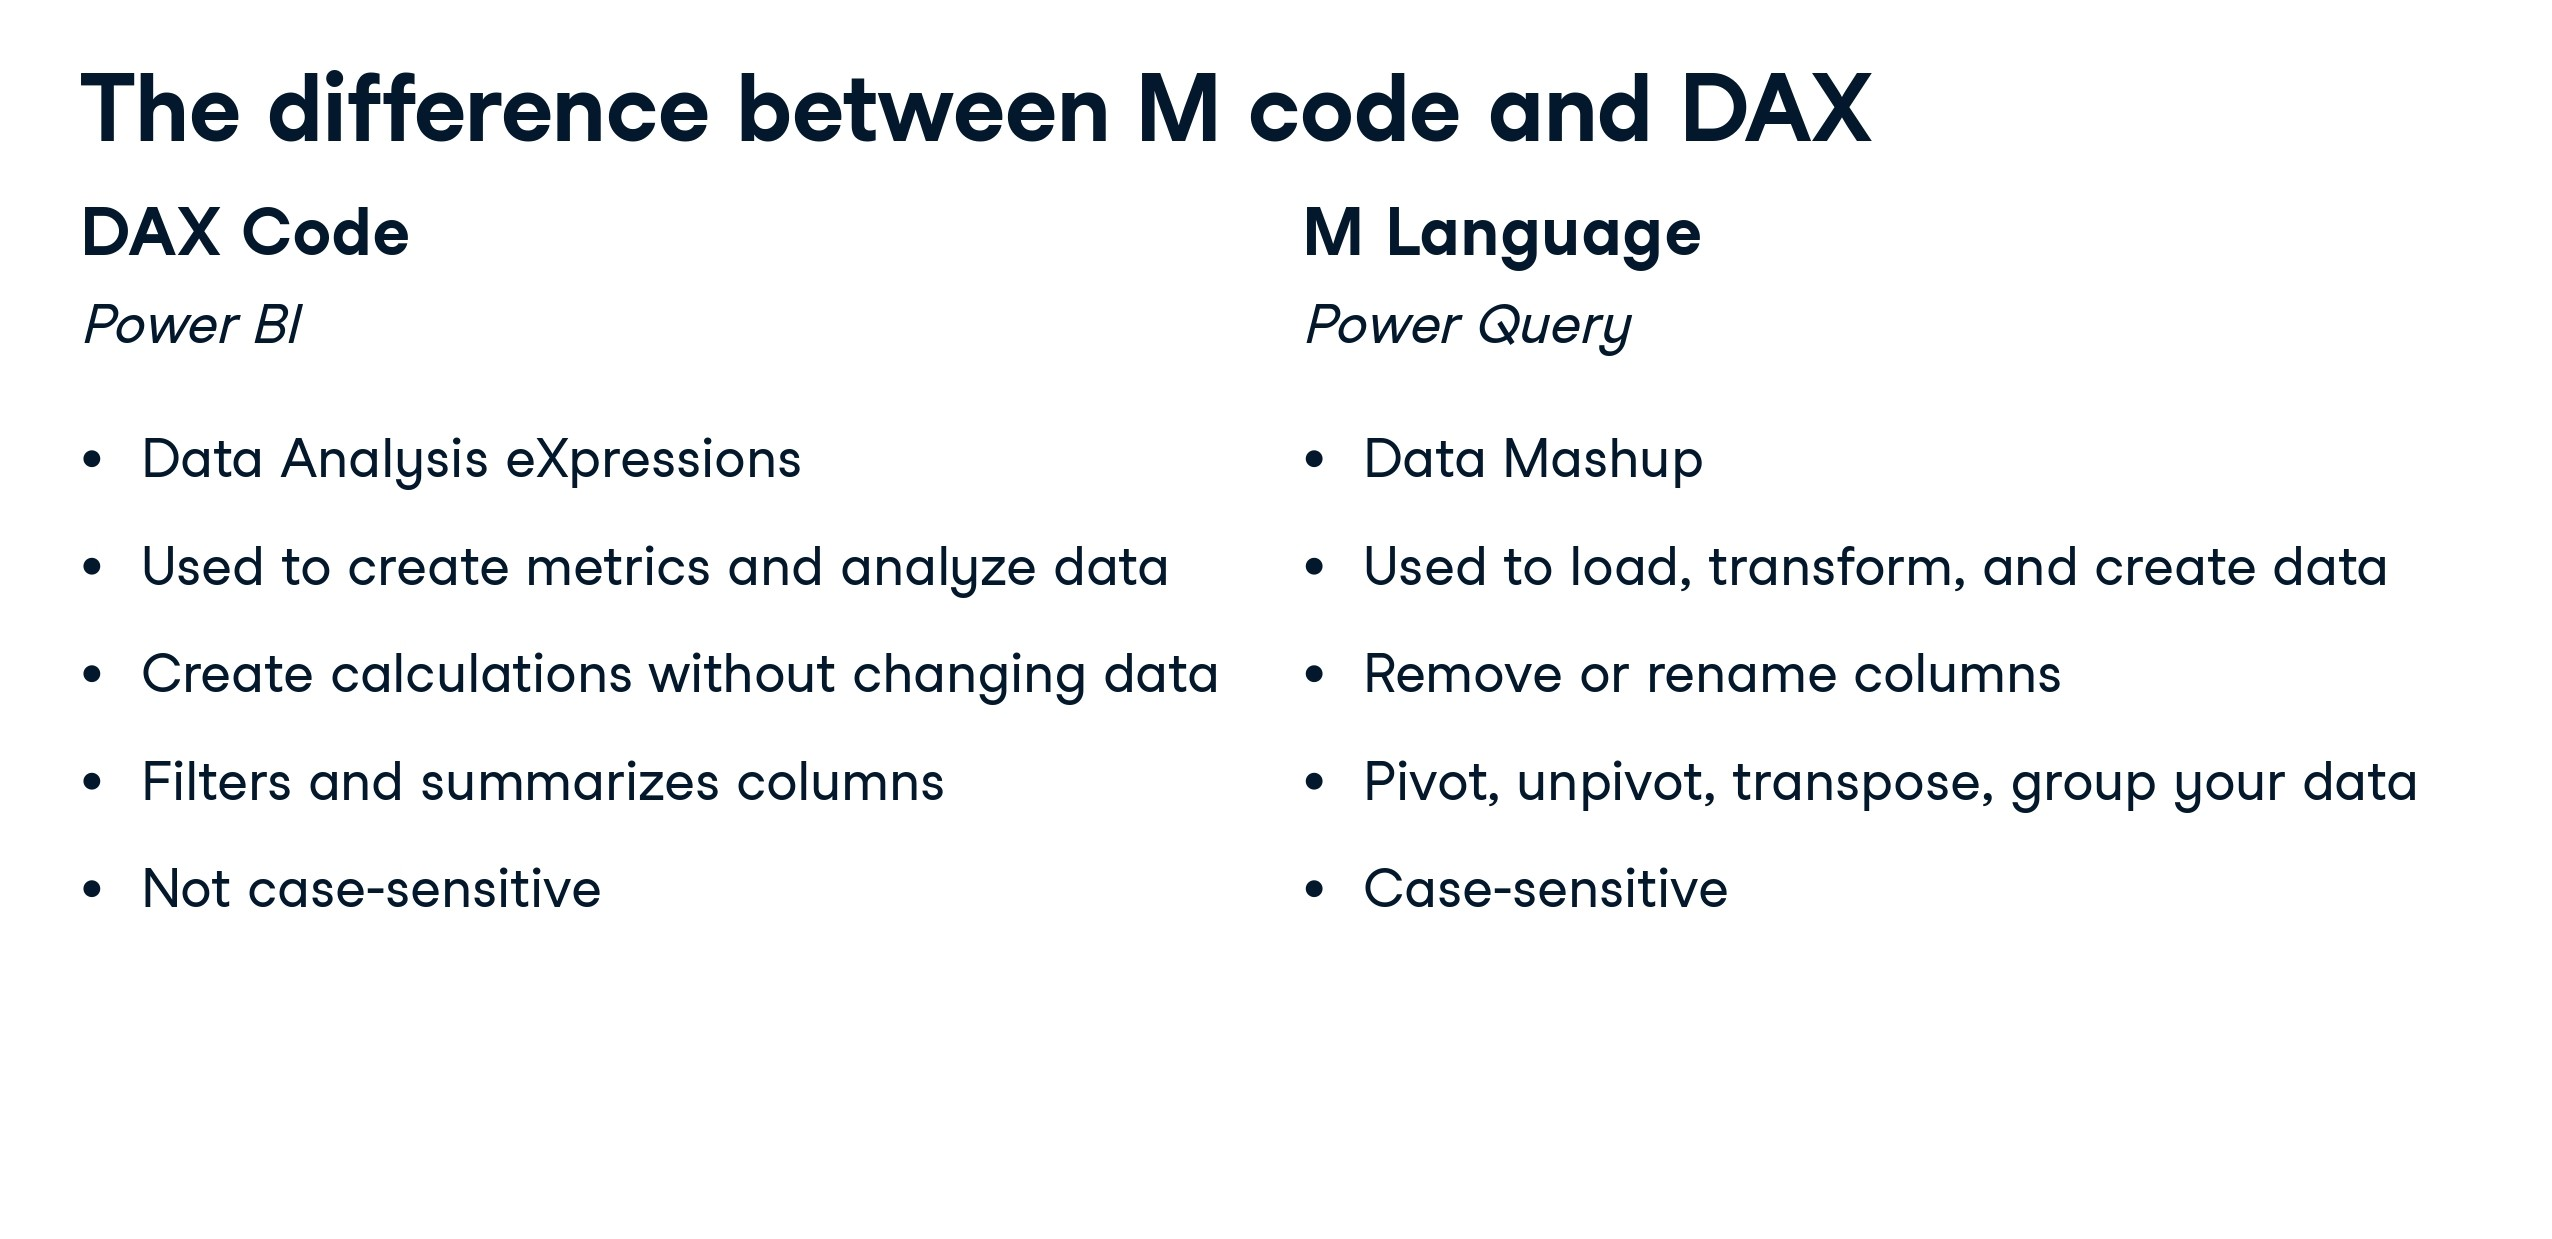 The difference between M code and DAX
DAX Code
Power BI
• Data Analysis eXpressions
• Used to create metrics and analyze data
• Create calculations without changing data
• Filters and summarizes columns
• Not case-sensitive
M Language
Power Query
• Data Mashup
• Used to load, transform, and create data
• Remove or rename columns
• Pivot, unpivot, transpose, group your data
• Case-sensitive